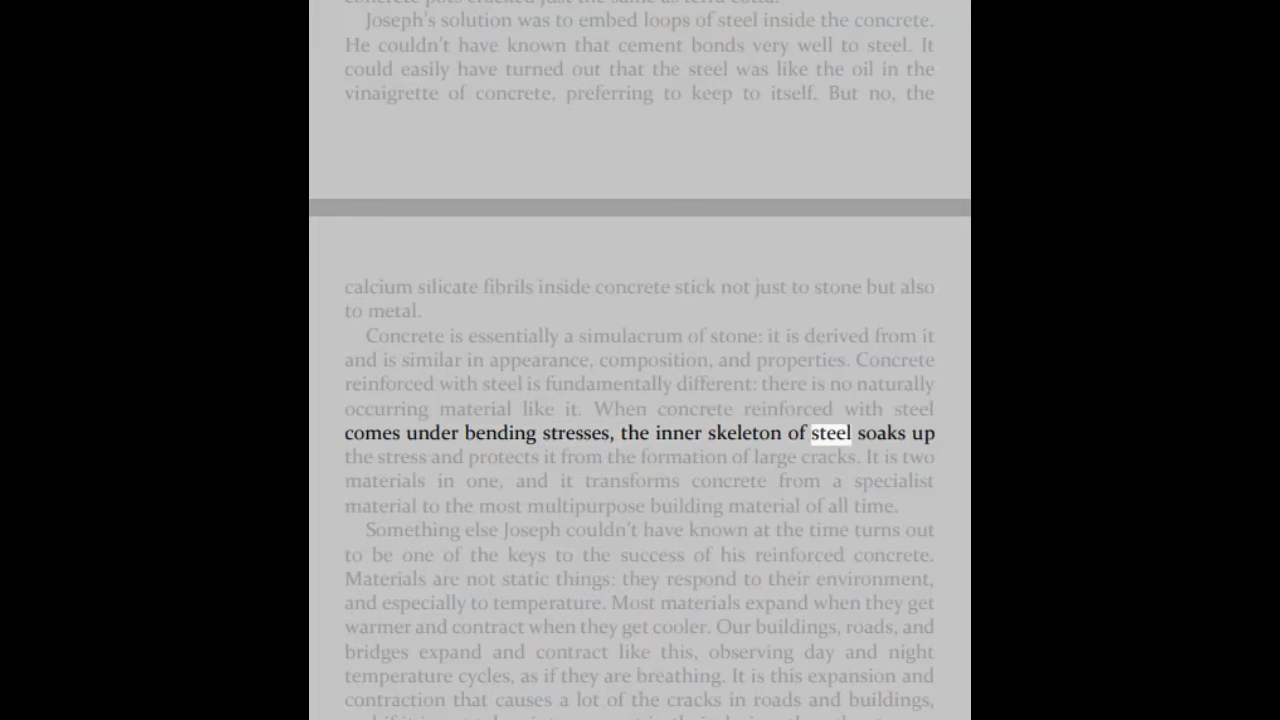 concrete pots cracked just the same as terra cotta.
Joseph's solution was to embed loops of steel inside the concrete.
He couldn't have known that cement bonds very well to steel. It
could easily have turned out that the steel was like the oil in the
vinaigrette of concrete, preferring to keep to itself. But no, the
calcium silicate fibrils inside concrete stick not just to stone but also
to metal.
Concrete is essentially a simulacrum of stone: it is derived from it
and is similar in appearance, composition, and properties. Concrete
reinforced with steel is fundamentally different: there is no naturally
occurring material like it. When concrete reinforced with steel
comes under bending stresses, the inner skeleton of steel soaks up
the stress and protects it from the formation of large cracks. It is two
materials in one, and it transforms concrete from a specialist
material to the most multipurpose building material of all time.
Something else Joseph couldn't have known at the time turns out
to be one of the keys to the success of his reinforced concrete.
Materials are not static things: they respond to their environment,
and especially to temperature. Most materials expand when they get
warmer and contract when they get cooler. Our buildings, roads, and
bridges expand and contract like this, observing day and night
temperature cycles, as if they are breathing. It is this expansion and
contraction that causes a lot of the cracks in roads and buildings,